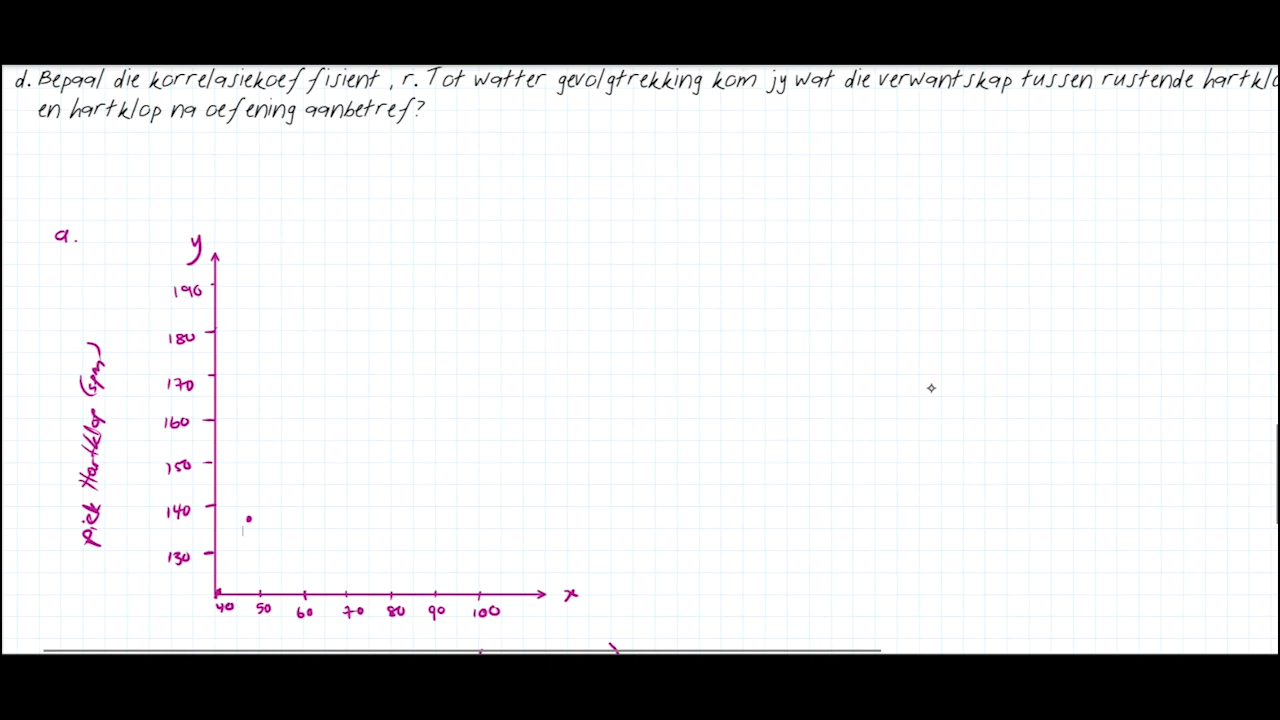 d. Bepaal die korrelasiekoeffisient, r. Tot watter gevolgtrekking kom jy wat die verwantskap tussen rustende hartklo
en hartklop na oefening aanbetref?
a.
y
190
180
170
160
150
140
130
Piek Hartklop (spm)
40 50 60 70 80 90 100
x